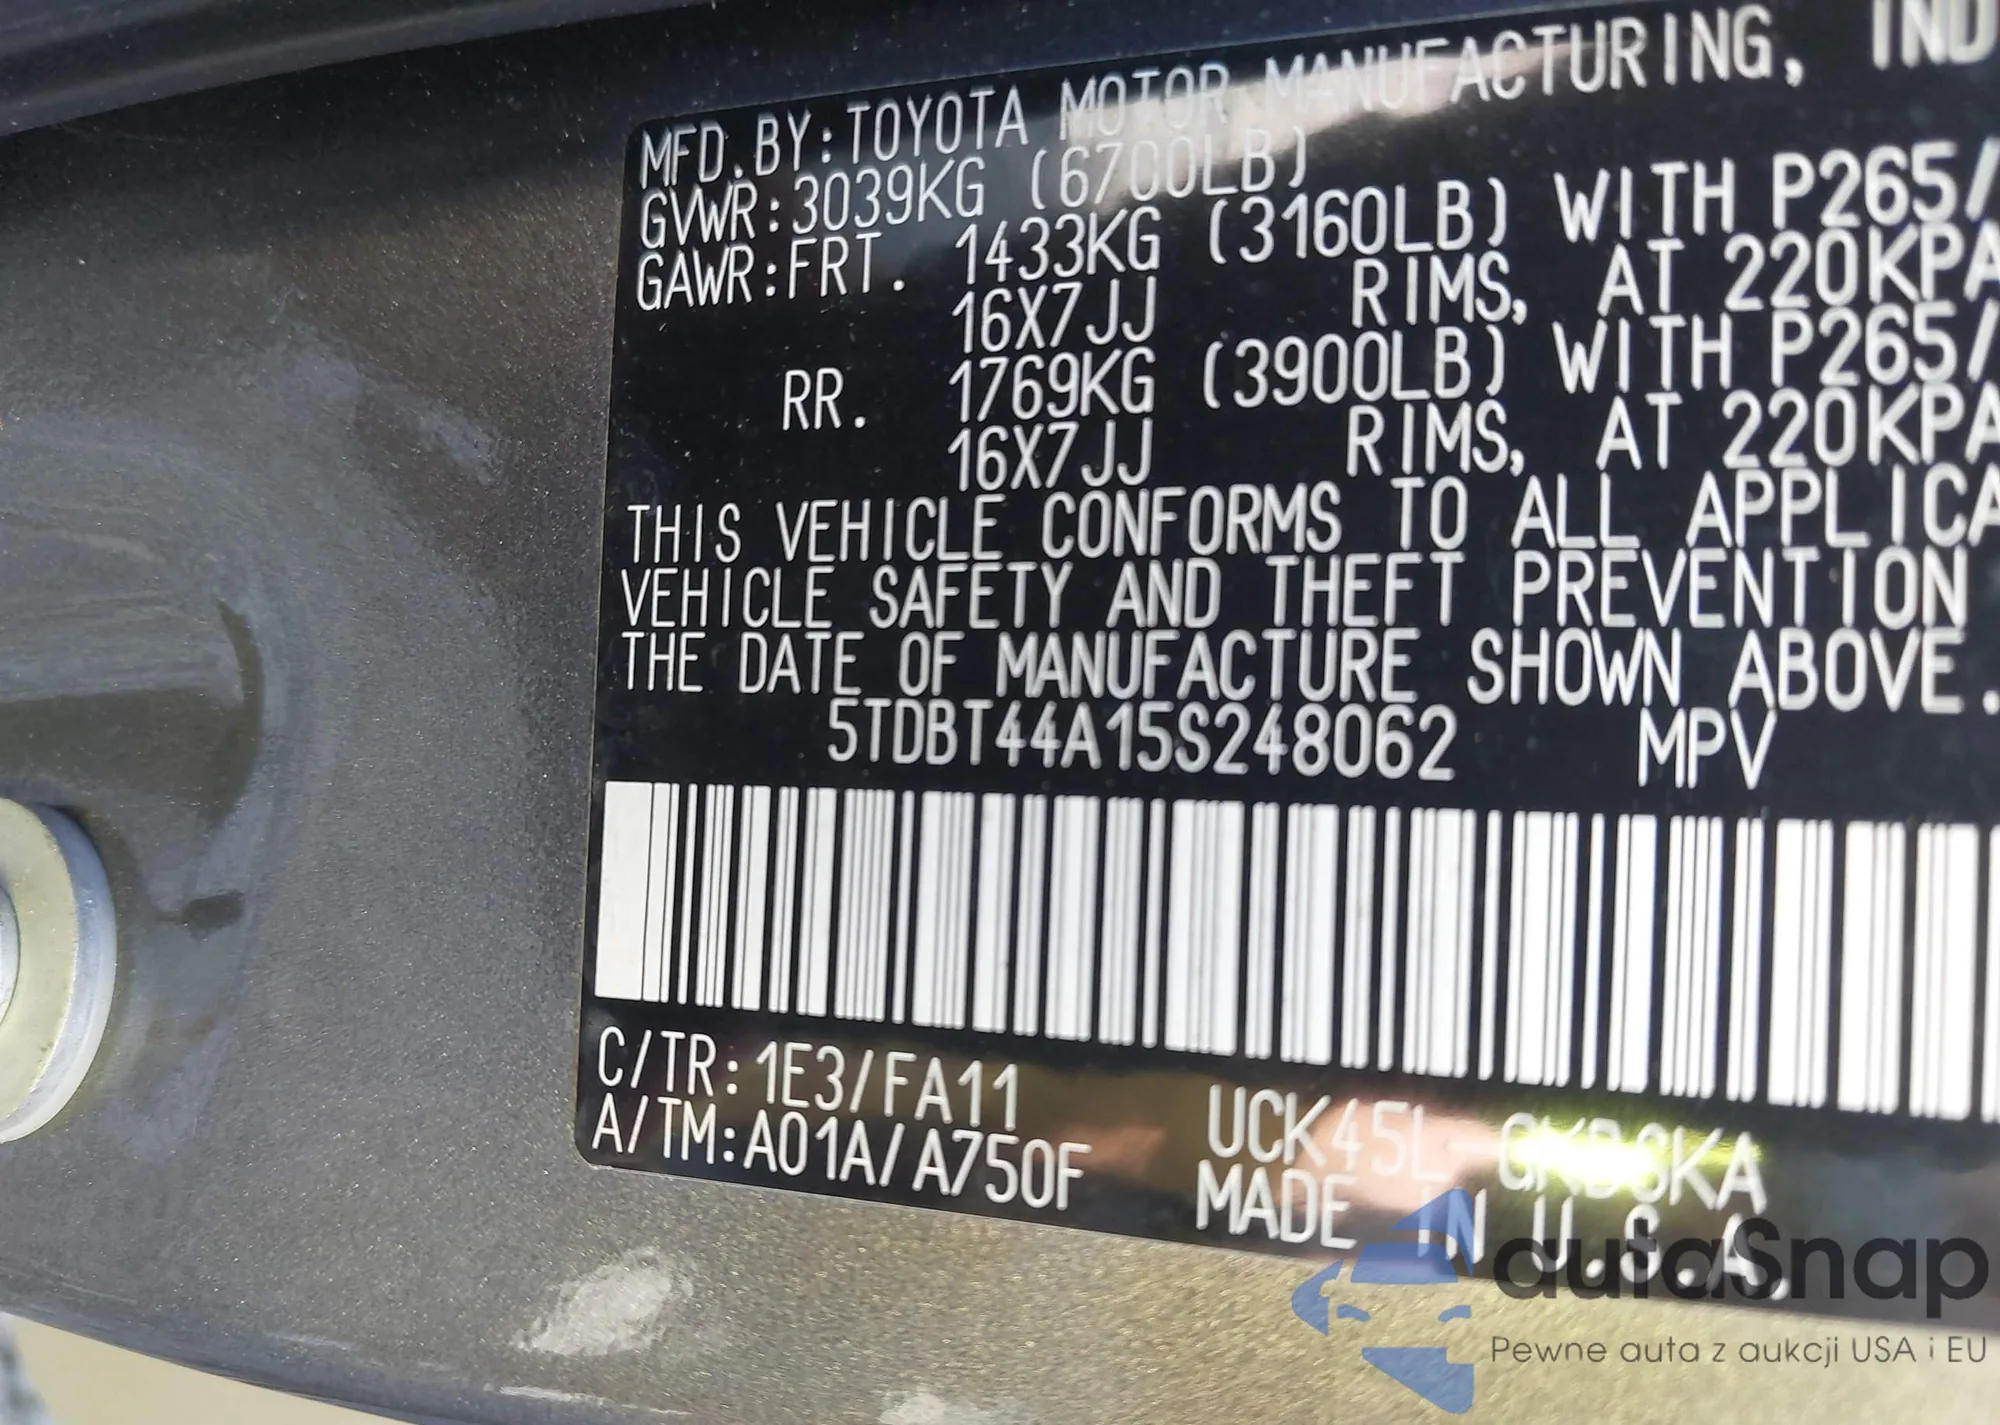 MFD.BY:TOYOTA MOTOR MANUFACTURING, IND
GVWR:3039KG (6700LB)
GAWR:FRT. 1433KG (3160LB) WITH P265/
16X7JJ RIMS, AT 220KPA
RR. 1769KG (3900LB) WITH P265/
16X7JJ RIMS, AT 220KPA
THIS VEHICLE CONFORMS TO ALL APPLICA
VEHICLE SAFETY AND THEFT PREVENTION
THE DATE OF MANUFACTURE SHOWN ABOVE.
5TDBT44A15S248062 MPV
C/TR:1E3/FA11 UCK45L-GKDSKA
A/TM:A01A/A750F MADE IN U.S.A.
autoSnap
Pewne auta z aukcji USA i EU